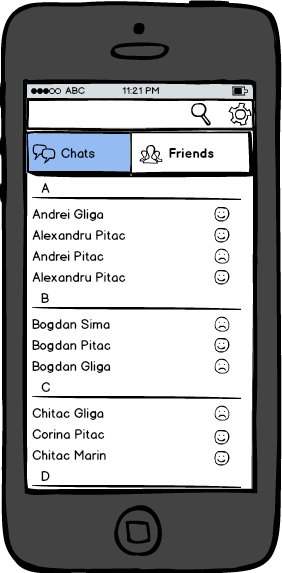 ABC 11:21 PM
Chats Friends
A
Andrei Gliga
Alexandru Pitac
Andrei Pitac
Alexandru Pitac
B
Bogdan Sima
Bogdan Pitac
Bogdan Gliga
C
Chitac Gliga
Corina Pitac
Chitac Marin
D